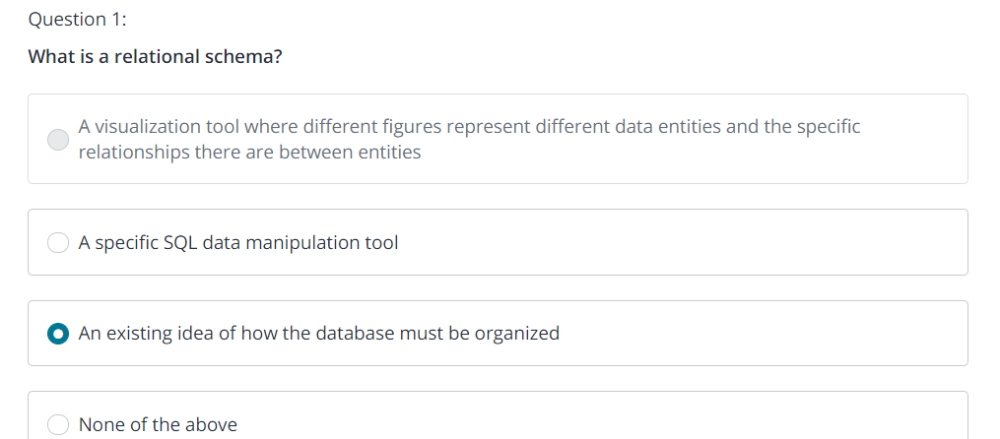 Question 1:
What is a relational schema?
A visualization tool where different figures represent different data entities and the specific
relationships there are between entities
A specific SQL data manipulation tool
An existing idea of how the database must be organized
None of the above